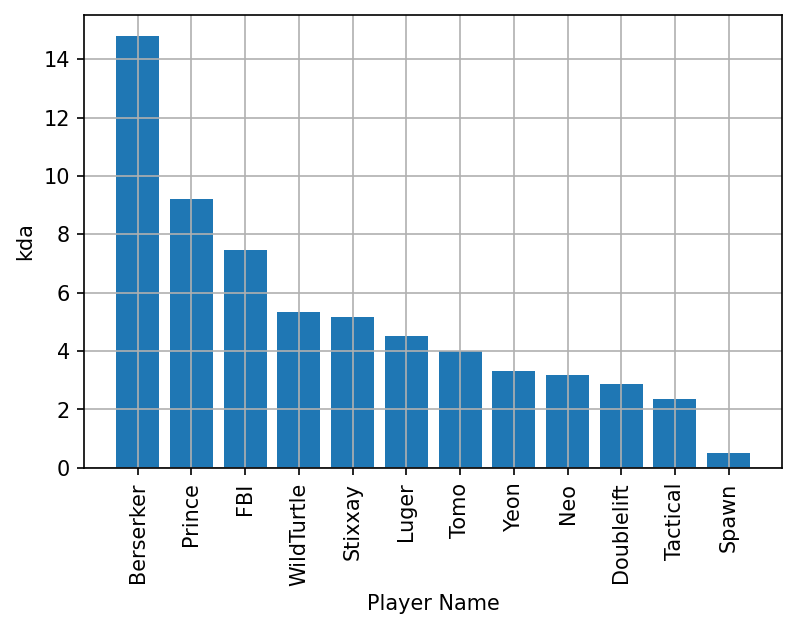 14
12
10
8
6
4
2
0
kda
Berserker
Prince
FBI
WildTurtle
Stixxay
Luger
Tomo
Yeon
Neo
Doublelift
Tactical
Spawn
Player Name